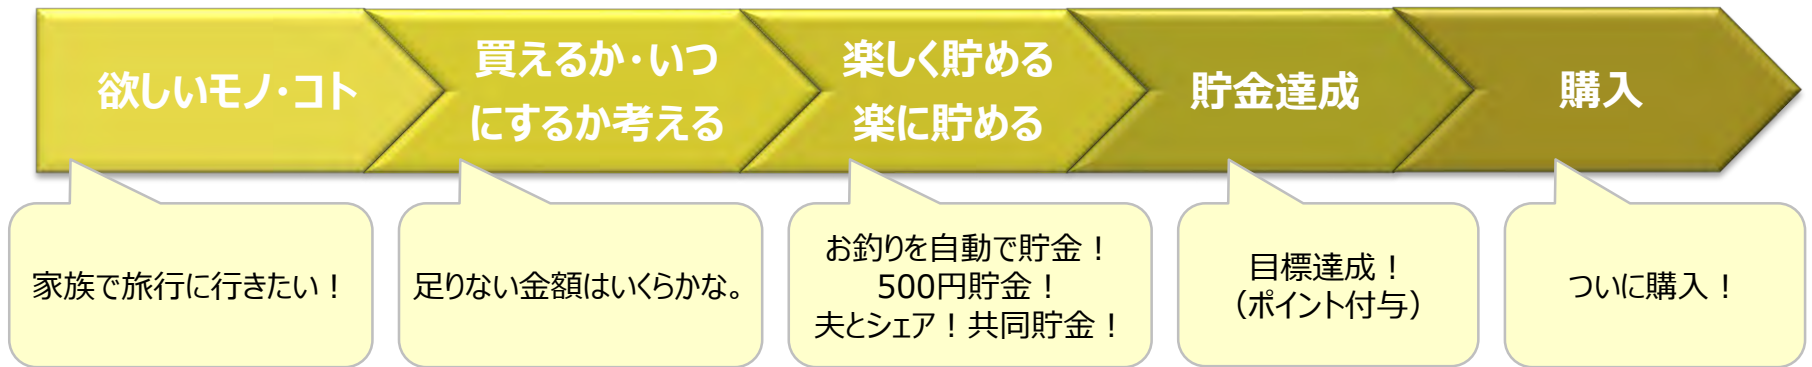 欲しいモノ・コト
買えるか・いつ
にするか考える
楽しく貯める
楽に貯める
貯金達成
購入
家族で旅行に行きたい！
足りない金額はいくらかな。
お釣りを自動で貯金！
500円貯金！
夫とシェア！共同貯金！
目標達成！
（ポイント付与）
ついに購入！